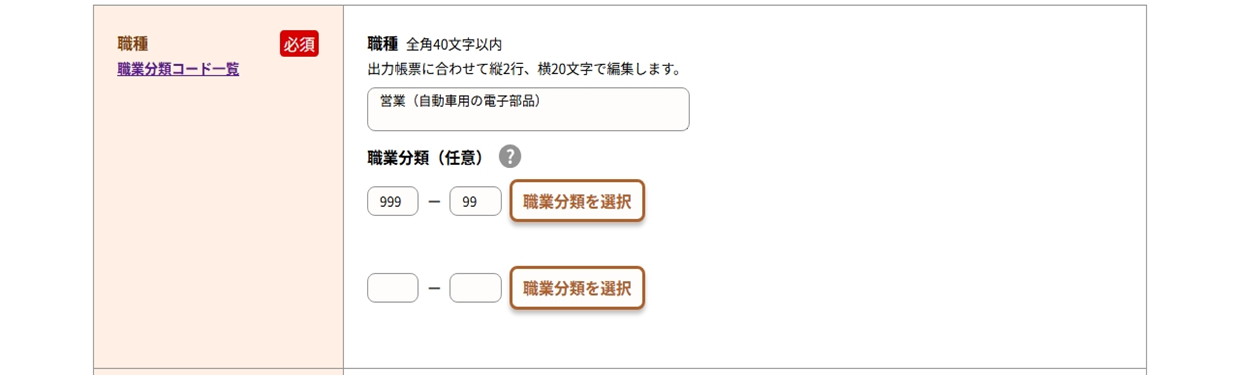 職種 必須
職業分類コード一覧
職種 全角40文字以内
出力帳票に合わせて縦2行、横20文字で編集します。
営業（自動車用の電子部品）
職業分類（任意） ?
999 － 99 職業分類を選択
－ 職業分類を選択